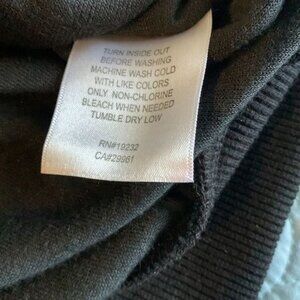 TURN INSIDE OUT
BEFORE WASHING
MACHINE WASH COLD
WITH LIKE COLORS
ONLY NON-CHLORINE
BLEACH WHEN NEEDED
TUMBLE DRY LOW
RN#19232
CA#29961